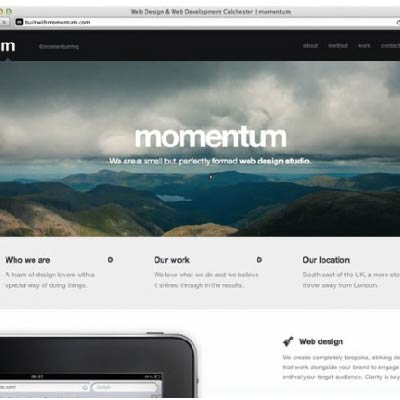 Web Design & Web Development Colchester | momentum
builtwithmomentum.com
m
@momentumhq
about method work contact
momentum
We are a small but perfectly formed web design studio.
Who we are
A team of design lovers with a
special way of doing things.
Our work
We love what we do and we believe
it shines through in the results.
Our location
South east of the UK, a mere stone
throw away from London.
Web design
We create completely bespoke, striking de
that work alongside your brand to engage
enthral your target audience. Clarity is key
Google